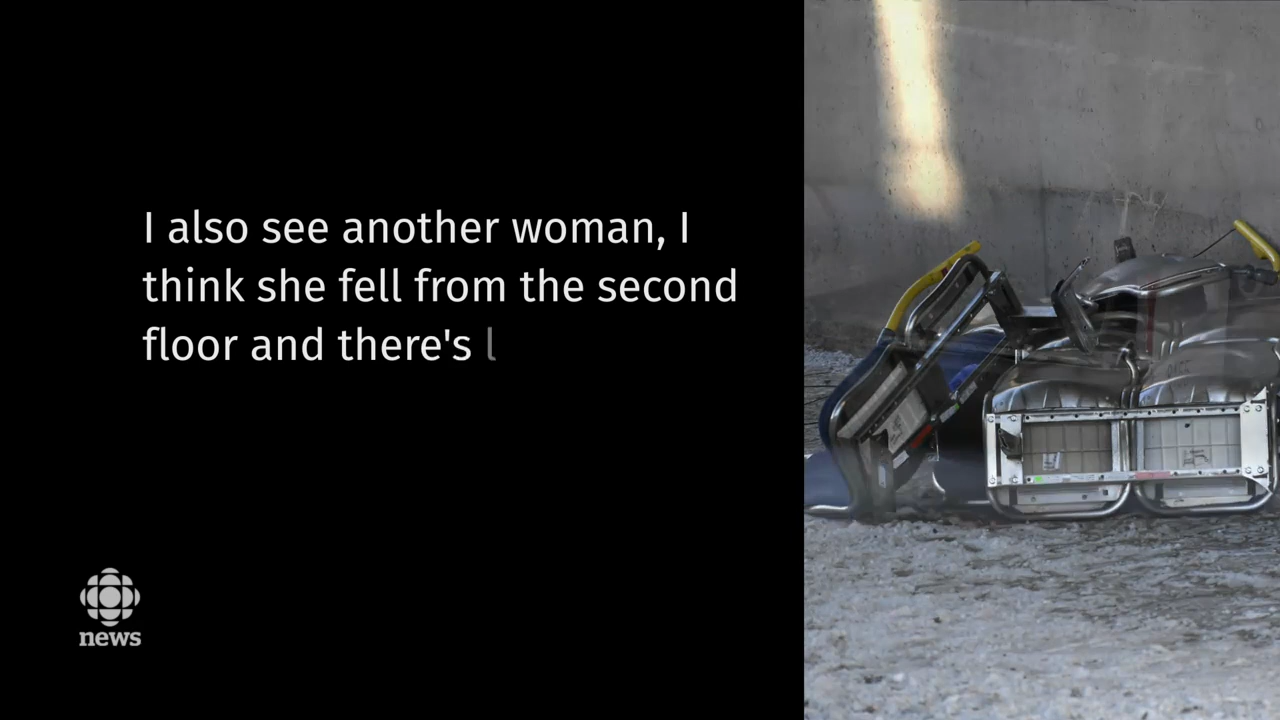 I also see another woman, I
think she fell from the second
floor and there's l
news